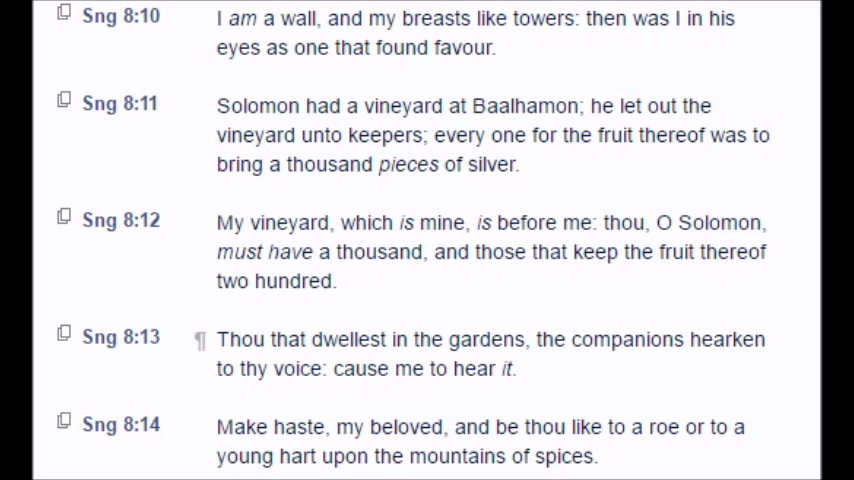 Sng 8:10 I am a wall, and my breasts like towers: then was I in his
eyes as one that found favour.
Sng 8:11 Solomon had a vineyard at Baalhamon; he let out the
vineyard unto keepers; every one for the fruit thereof was to
bring a thousand pieces of silver.
Sng 8:12 My vineyard, which is mine, is before me: thou, O Solomon,
must have a thousand, and those that keep the fruit thereof
two hundred.
Sng 8:13 ¶ Thou that dwellest in the gardens, the companions hearken
to thy voice: cause me to hear it.
Sng 8:14 Make haste, my beloved, and be thou like to a roe or to a
young hart upon the mountains of spices.